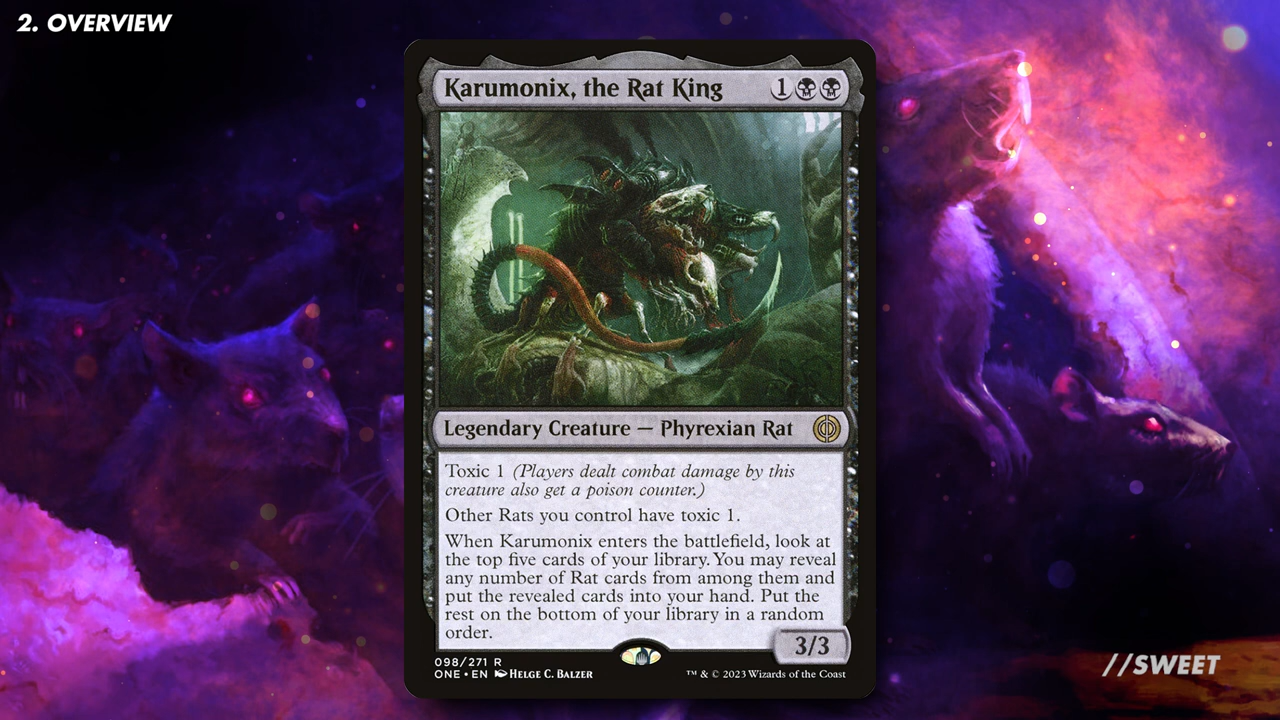 2. OVERVIEW
Karumonix, the Rat King 1
Legendary Creature — Phyrexian Rat
Toxic 1 (Players dealt combat damage by this
creature also get a poison counter.)
Other Rats you control have toxic 1.
When Karumonix enters the battlefield, look at
the top five cards of your library. You may reveal
any number of Rat cards from among them and
put the revealed cards into your hand. Put the
rest on the bottom of your library in a random
order.
3/3
098/271 R
ONE • EN HELGE C. BALZER
™ & © 2023 Wizards of the Coast
//SWEET